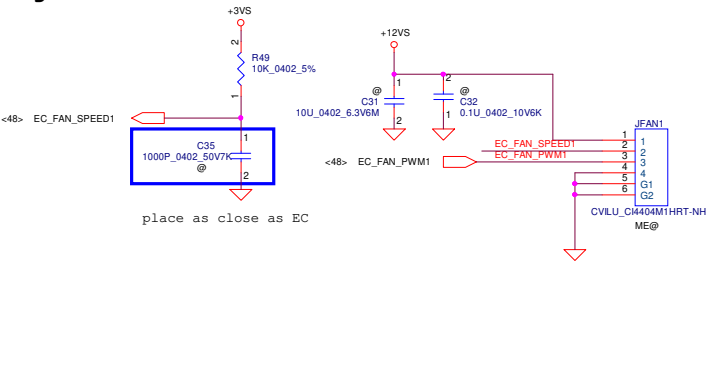 +3VS
2
R49
10K_0402_5%
1
<48> EC_FAN_SPEED1
1
C35
1000P_0402_50V7K
@
2
place as close as EC
+12VS
1
@
C31
10U_0402_6.3V6M
2
2
@
C32
0.1U_0402_10V6K
1
<48> EC_FAN_PWM1
EC_FAN_SPEED1
EC_FAN_PWM1
JFAN1
1 1
2 2
3 3
4 4
5 G1
6 G2
CVILU_CI4404M1HRT-NH
ME@